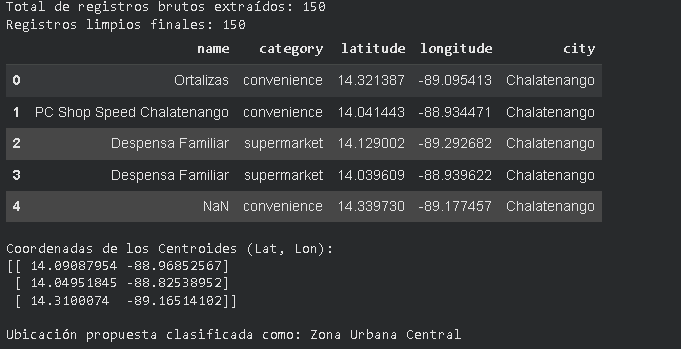 Total de registros brutos extraídos: 150
Registros limpios finales: 150
name category latitude longitude city
0 Ortalizas convenience 14.321387 -89.095413 Chalatenango
1 PC Shop Speed Chalatenango convenience 14.041443 -88.934471 Chalatenango
2 Despensa Familiar supermarket 14.129002 -89.292682 Chalatenango
3 Despensa Familiar supermarket 14.039609 -88.939622 Chalatenango
4 NaN convenience 14.339730 -89.177457 Chalatenango
Coordenadas de los Centroides (Lat, Lon):
[[ 14.09087954 -88.96852567]
[ 14.04951845 -88.82538952]
[ 14.3100074 -89.16514102]]
Ubicación propuesta clasificada como: Zona Urbana Central